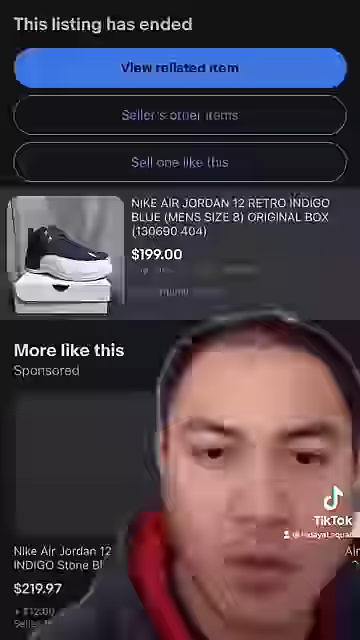 This listing has ended
View related item
Seller's other items
Sell one like this
NIKE AIR JORDAN 12 RETRO INDIGO
BLUE (MENS SIZE 8) ORIGINAL BOX
(130690 404)
$199.00
More like this
Sponsored
Nike Air Jordan 12
INDIGO Stone Bl
$219.97
+ $12.00
TikTok